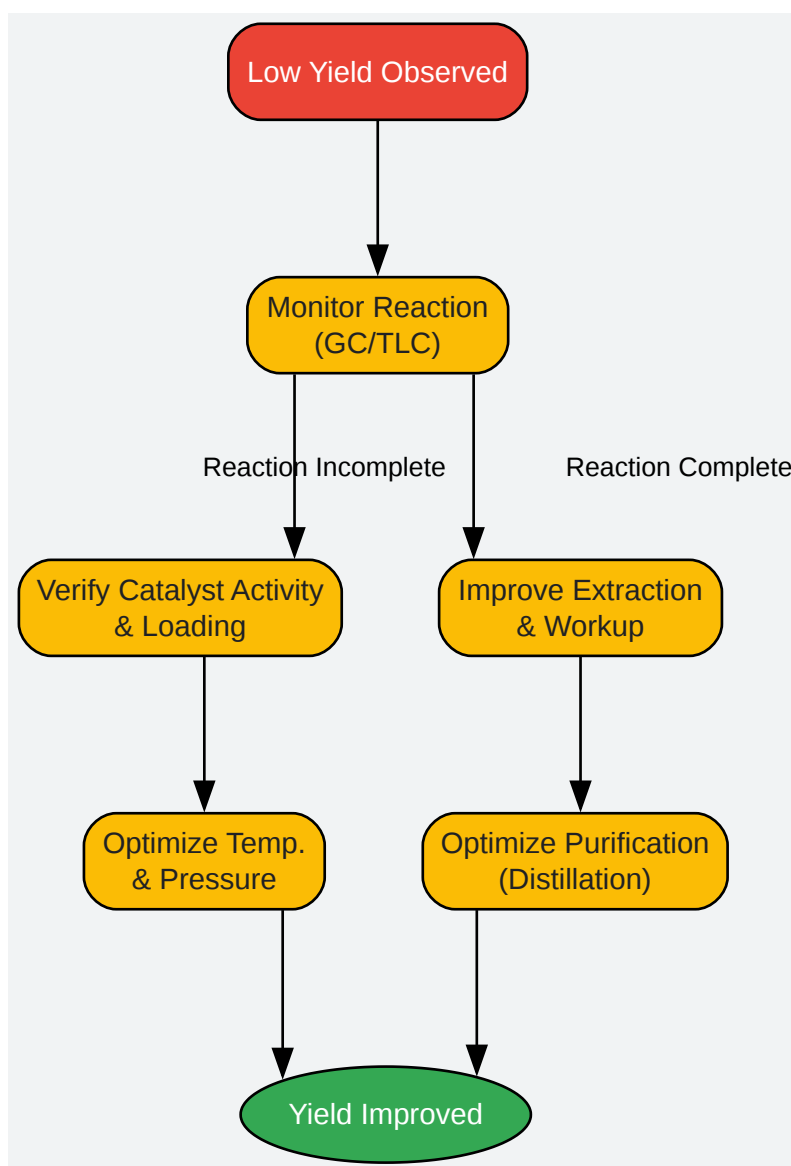 Low Yield Observed
Monitor Reaction
(GC/TLC)
Reaction Incomplete
Reaction Complete
Verify Catalyst Activity
& Loading
Improve Extraction
& Workup
Optimize Temp.
& Pressure
Optimize Purification
(Distillation)
Yield Improved